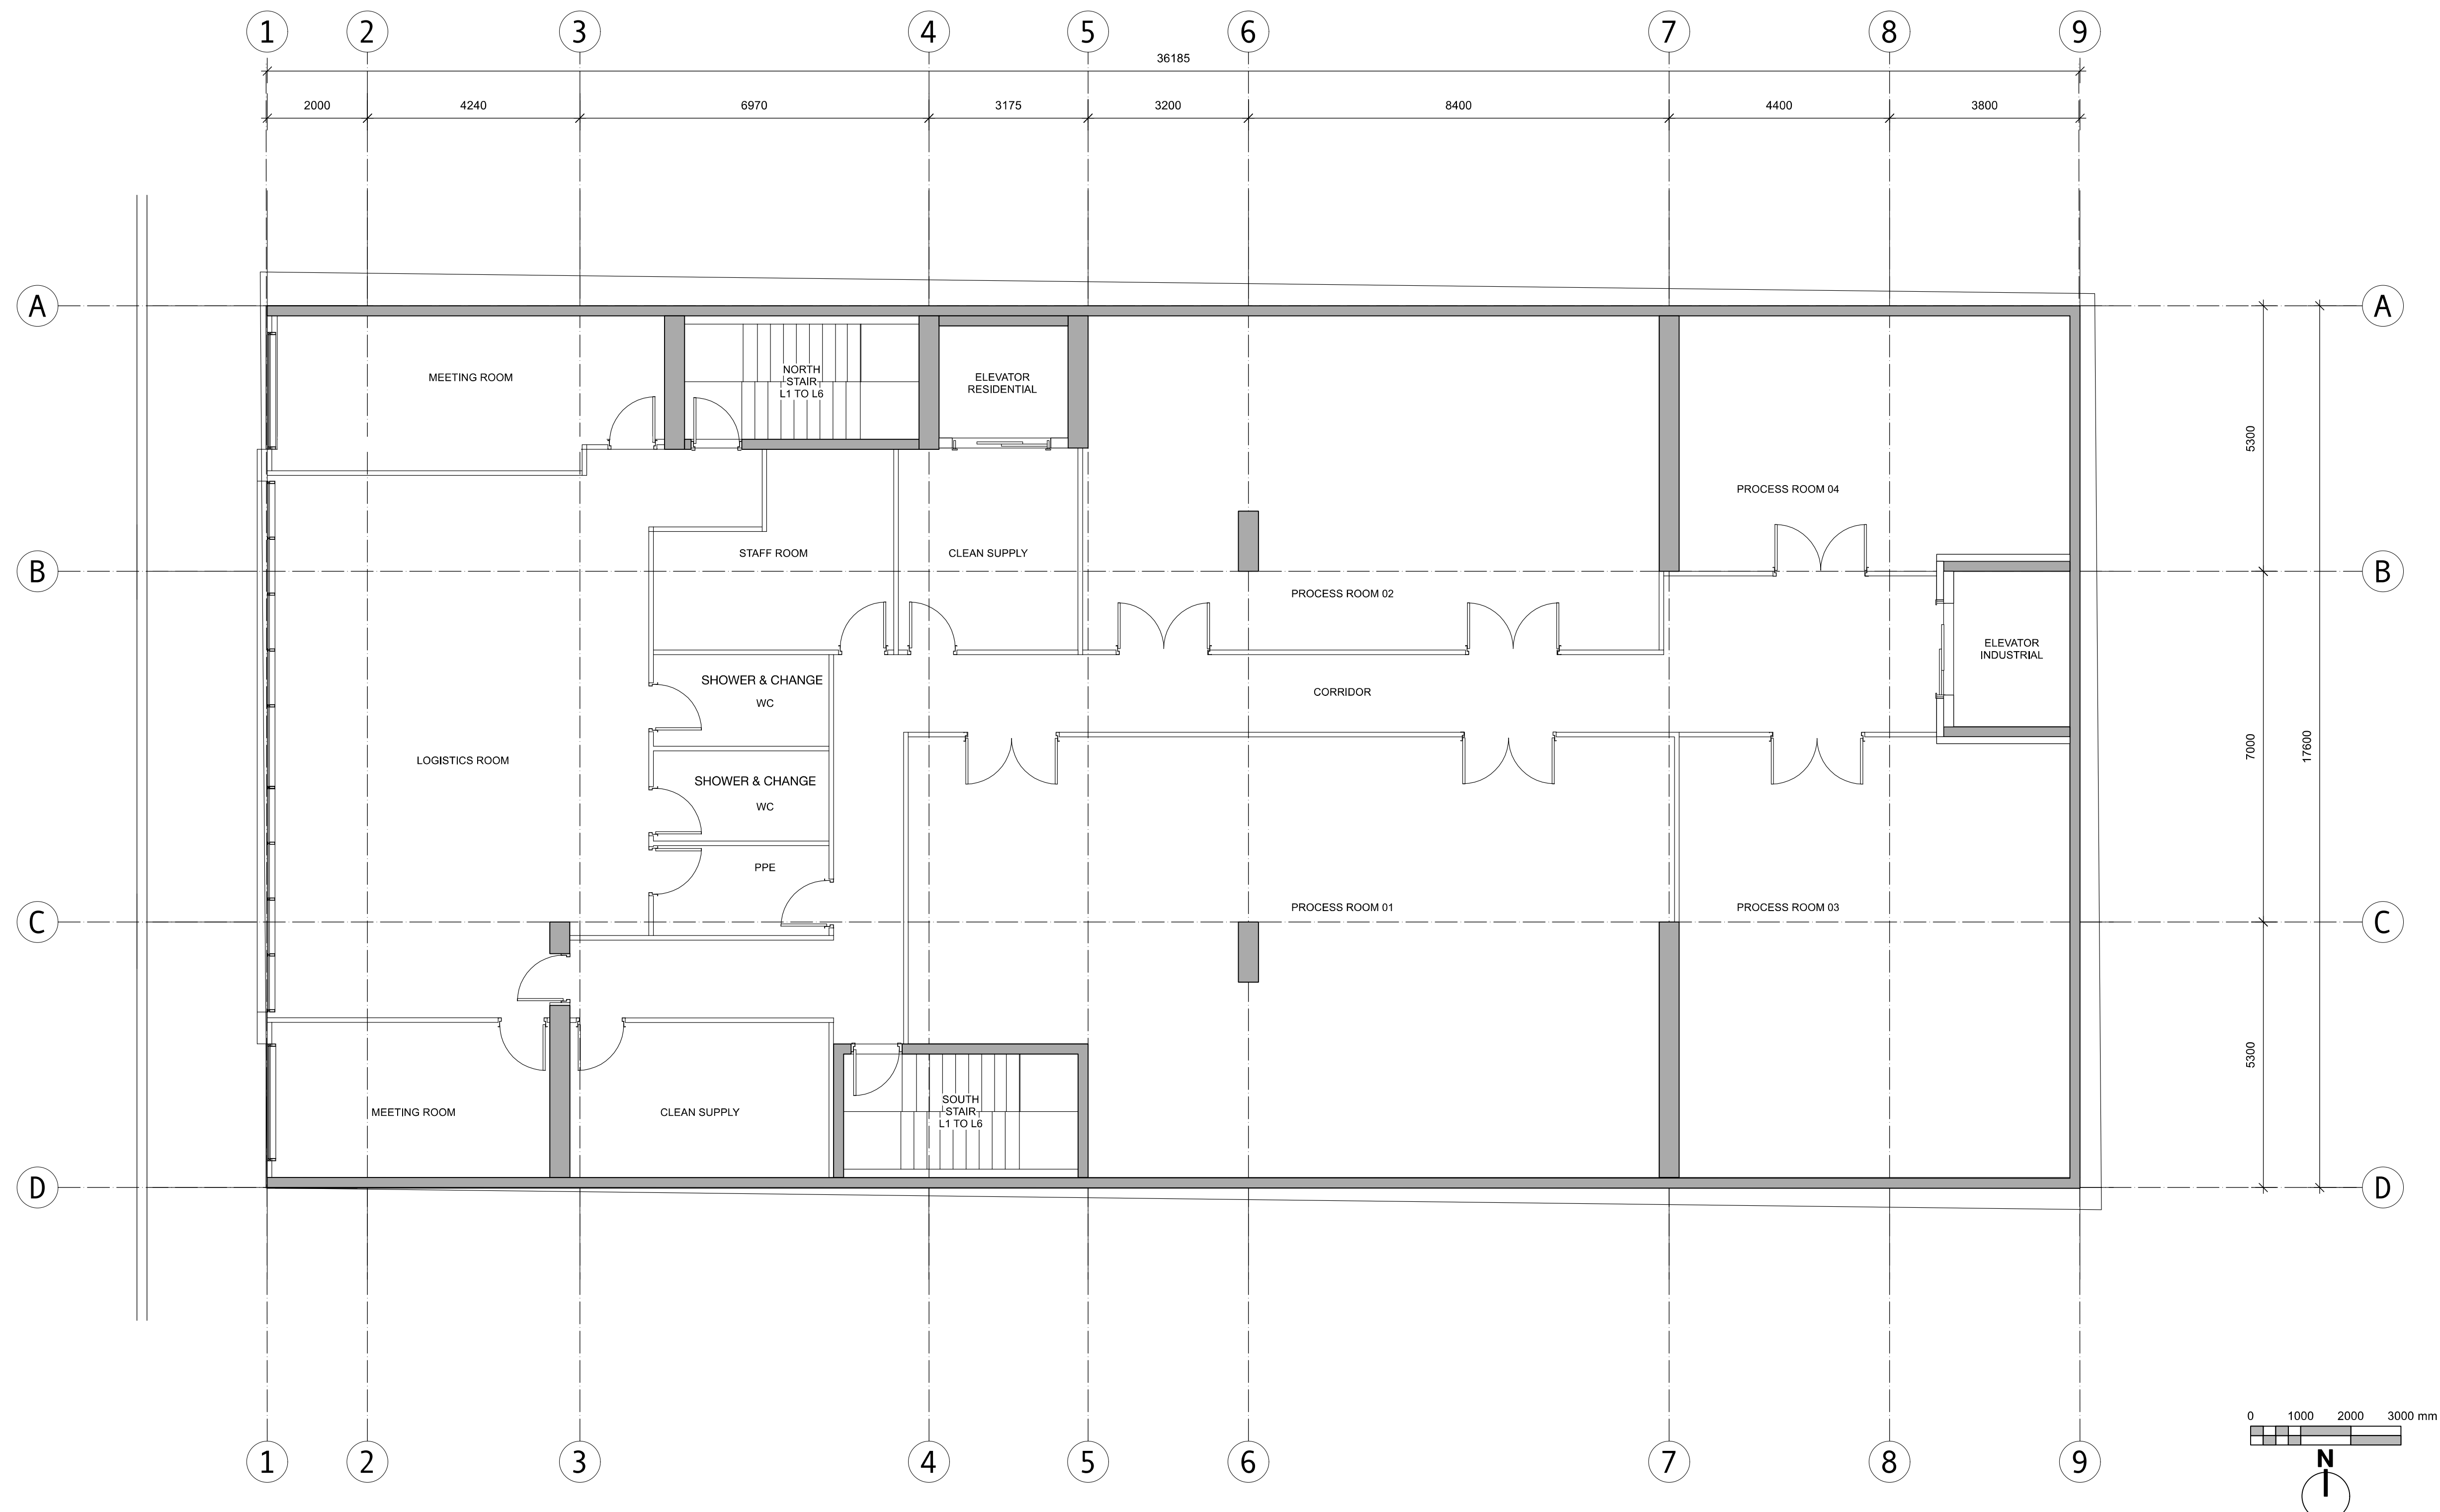 1 2 3 4 5 6 7 8 9
36185
2000 4240 6970 3175 3200 8400 4400 3800
A A
MEETING ROOM
NORTH
STAIR
L1 TO L6
ELEVATOR
RESIDENTIAL
5300
PROCESS ROOM 04
STAFF ROOM
CLEAN SUPPLY
B B
PROCESS ROOM 02
ELEVATOR
INDUSTRIAL
SHOWER & CHANGE
WC
CORRIDOR
LOGISTICS ROOM
SHOWER & CHANGE
WC
7000
17600
PPE
PROCESS ROOM 01
PROCESS ROOM 03
C C
5300
MEETING ROOM
CLEAN SUPPLY
SOUTH
STAIR
L1 TO L6
D D
0 1000 2000 3000 mm
1 2 3 4 5 6 7 8 9
N